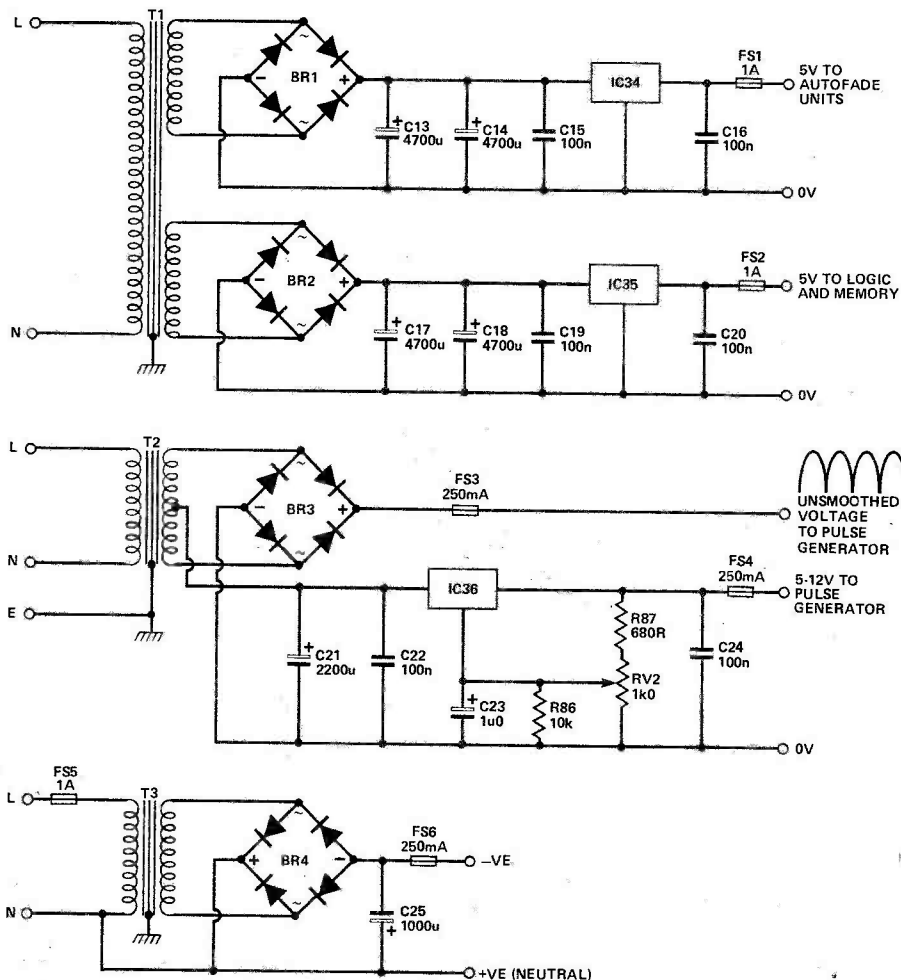 T1
L
N
BR1
~
~
−
+
+
C13
4700u
+
C14
4700u
C15
100n
IC34
C16
100n
FS1
1A
5V TO
AUTOFADE
UNITS
0V
BR2
~
~
−
+
+
C17
4700u
+
C18
4700u
C19
100n
IC35
C20
100n
FS2
1A
5V TO LOGIC
AND MEMORY
0V
T2
L
N
E
BR3
~
~
−
+
FS3
250mA
UNSMOOTHED
VOLTAGE
TO PULSE
GENERATOR
+
C21
2200u
C22
100n
IC36
+
C23
1u0
R86
10k
R87
680R
RV2
1k0
C24
100n
FS4
250mA
5-12V TO
PULSE
GENERATOR
0V
FS5
1A
T3
L
N
BR4
~
~
+
−
FS6
250mA
−VE
C25
1000u
+
+VE (NEUTRAL)